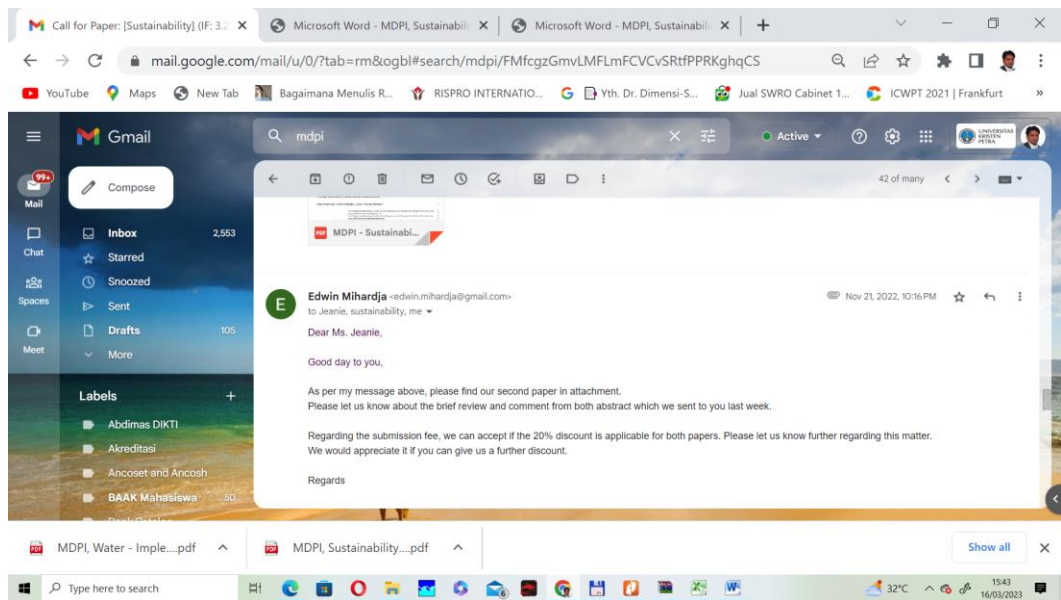 Call for Paper: [Sustainability] (IF: 3.2
Microsoft Word - MDPI, Sustainabili
Microsoft Word - MDPI, Sustainabili
mail.google.com/mail/u/0/?tab=rm&ogbl#search/mdpi/FMfcgzGmvLMFLmFCVCvSRtfPPRKghqCS
YouTube
Maps
New Tab
Bagaimana Menulis R...
RISPRO INTERNATIO...
Yth. Dr. Dimensi-S...
Jual SWRO Cabinet 1...
ICWPT 2021 | Frankfurt
»
Gmail
mdpi
Active
UNIVERSITAS
KRISTEN
PETRA
99+
Mail
Compose
42 of many
PDF MDPI - Sustainabi...
Chat
Inbox 2,553
Starred
Snoozed
Spaces
Sent
Drafts 105
Meet
More
E
Edwin Mihardja <edwin.mihardja@gmail.com>
Nov 21, 2022, 10:16 PM
to Jeanie, sustainability, me
Dear Ms. Jeanie,
Good day to you,
As per my message above, please find our second paper in attachment.
Please let us know about the brief review and comment from both abstract which we sent to you last week.
Regarding the submission fee, we can accept if the 20% discount is applicable for both papers. Please let us know further regarding this matter.
We would appreciate it if you can give us a further discount.
Regards
Labels +
Abdimas DIKTI
Akreditasi
Ancoset and Ancosh
BAAK Mahasiswa 50
MDPI, Water - Imple....pdf
MDPI, Sustainability....pdf
Show all
Type here to search
32°C
15:43
16/03/2023